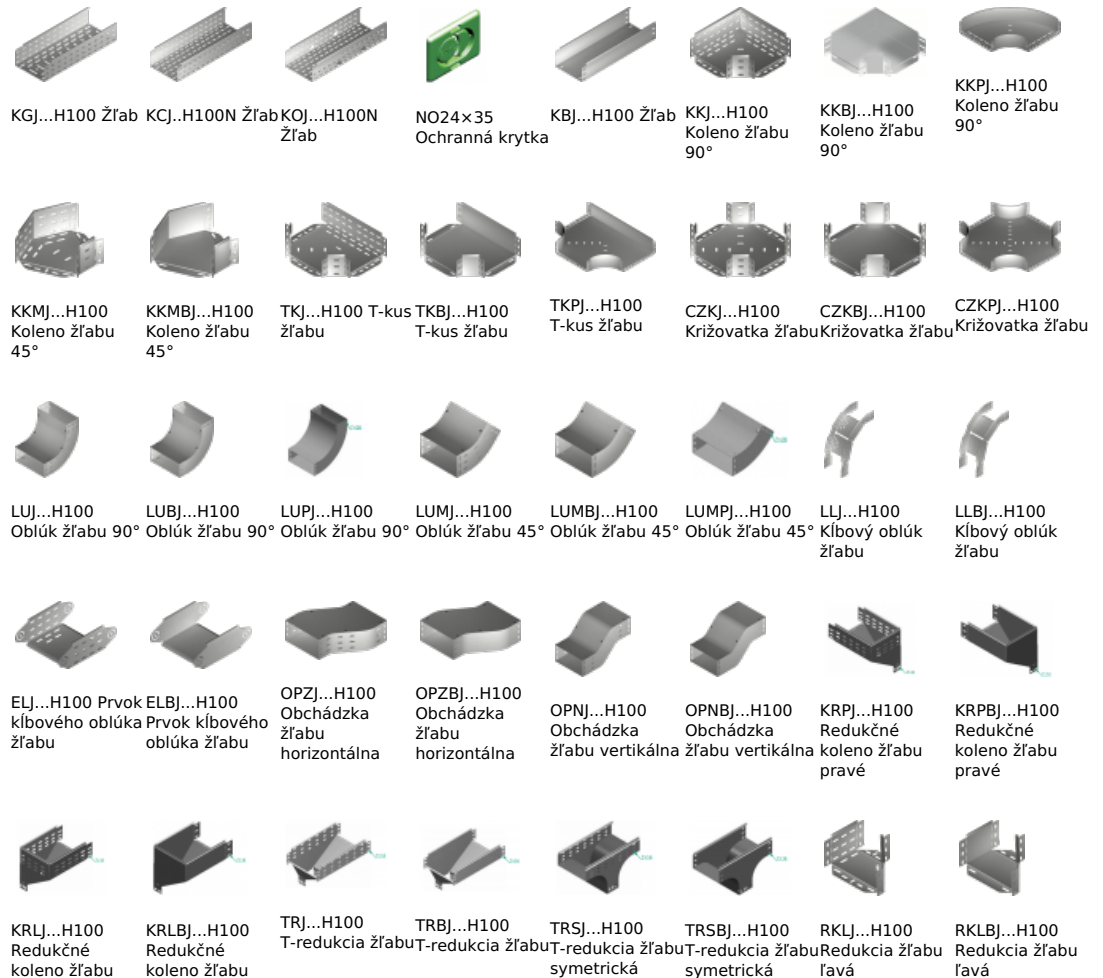 KGJ...H100 Žľab
KCJ..H100N Žľab
KOJ...H100N
Žľab
NO24×35
Ochranná krytka
KBJ...H100 Žľab
KKJ...H100
Koleno žľabu
90°
KKBJ...H100
Koleno žľabu
90°
KKPJ...H100
Koleno žľabu
90°
KKMJ...H100
Koleno žľabu
45°
KKMBJ...H100
Koleno žľabu
45°
TKJ...H100 T-kus
žľabu
TKBJ...H100
T-kus žľabu
TKPJ...H100
T-kus žľabu
CZKJ...H100
Križovatka žľabu
CZKBJ...H100
Križovatka žľabu
CZKPJ...H100
Križovatka žľabu
LUJ...H100
Oblúk žľabu 90°
LUBJ...H100
Oblúk žľabu 90°
LUPJ...H100
Oblúk žľabu 90°
LUMJ...H100
Oblúk žľabu 45°
LUMBJ...H100
Oblúk žľabu 45°
LUMPJ...H100
Oblúk žľabu 45°
LLJ...H100
Kĺbový oblúk
žľabu
LLBJ...H100
Kĺbový oblúk
žľabu
ELJ...H100 Prvok
kĺbového oblúka
žľabu
ELBJ...H100
Prvok kĺbového
oblúka žľabu
OPZJ...H100
Obchádzka
žľabu
horizontálna
OPZBJ...H100
Obchádzka
žľabu
horizontálna
OPNJ...H100
Obchádzka
žľabu vertikálna
OPNBJ...H100
Obchádzka
žľabu vertikálna
KRPJ...H100
Redukčné
koleno žľabu
pravé
KRPBJ...H100
Redukčné
koleno žľabu
pravé
KRLJ...H100
Redukčné
koleno žľabu
KRLBJ...H100
Redukčné
koleno žľabu
TRJ...H100
T-redukcia žľabu
TRBJ...H100
T-redukcia žľabu
TRSJ...H100
T-redukcia žľabu
symetrická
TRSBJ...H100
T-redukcia žľabu
symetrická
RKLJ...H100
Redukcia žľabu
ľavá
RKLBJ...H100
Redukcia žľabu
ľavá